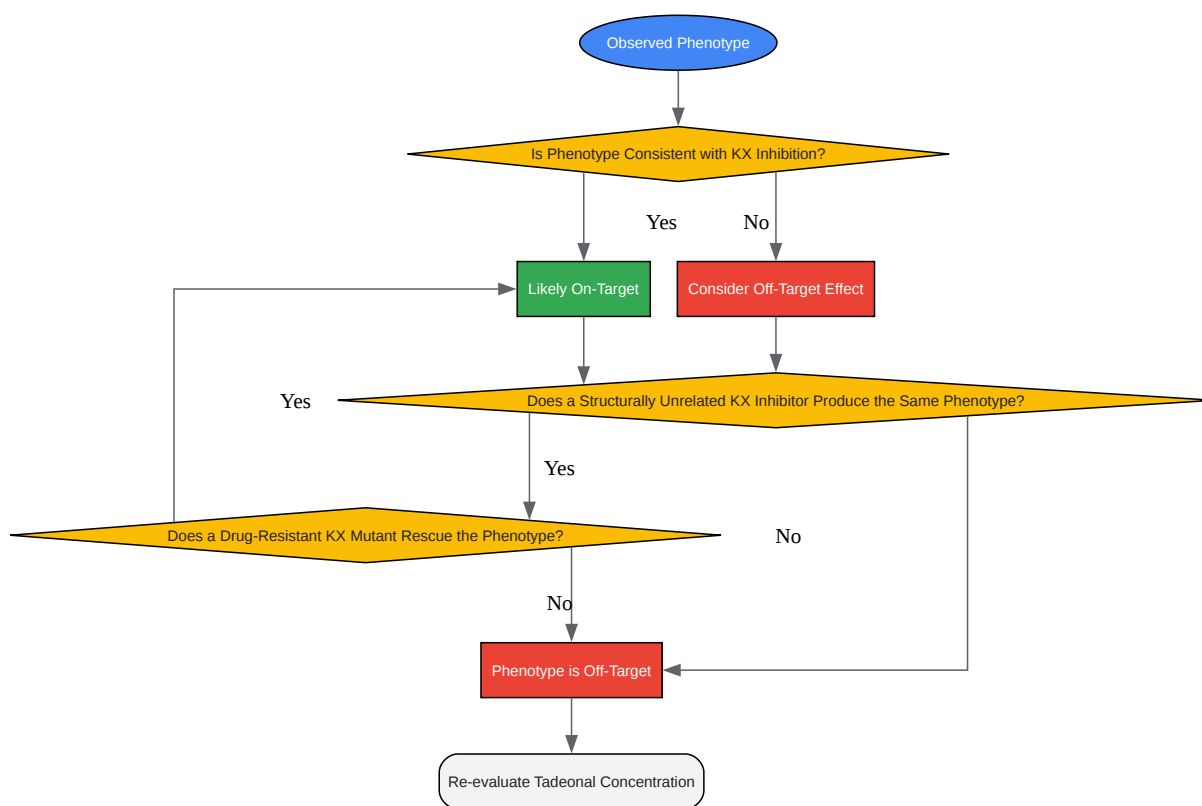 Observed Phenotype
Is Phenotype Consistent with KX Inhibition?
Yes
No
Likely On-Target
Consider Off-Target Effect
Yes
Does a Structurally Unrelated KX Inhibitor Produce the Same Phenotype?
Yes
Does a Drug-Resistant KX Mutant Rescue the Phenotype?
No
No
Phenotype is Off-Target
Re-evaluate Tadeonal Concentration